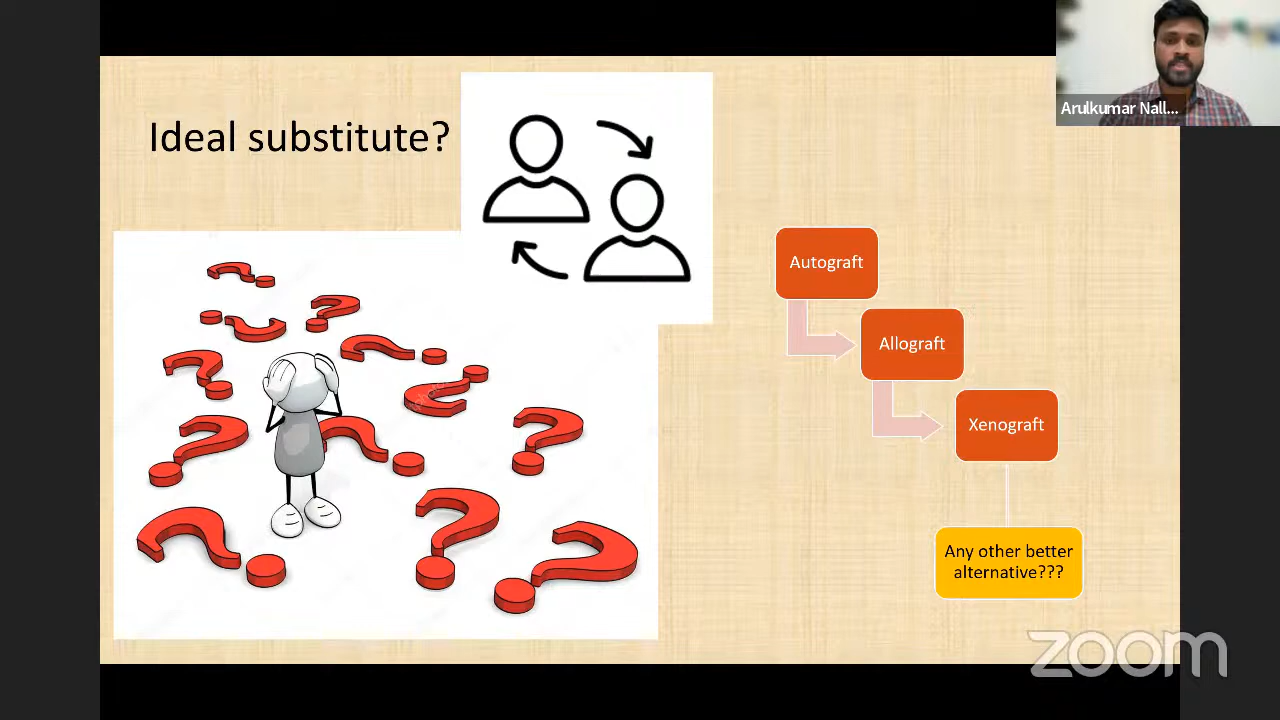 Ideal substitute?
Arulkumar Nall...
Autograft
Allograft
Xenograft
Any other better
alternative???
zoom